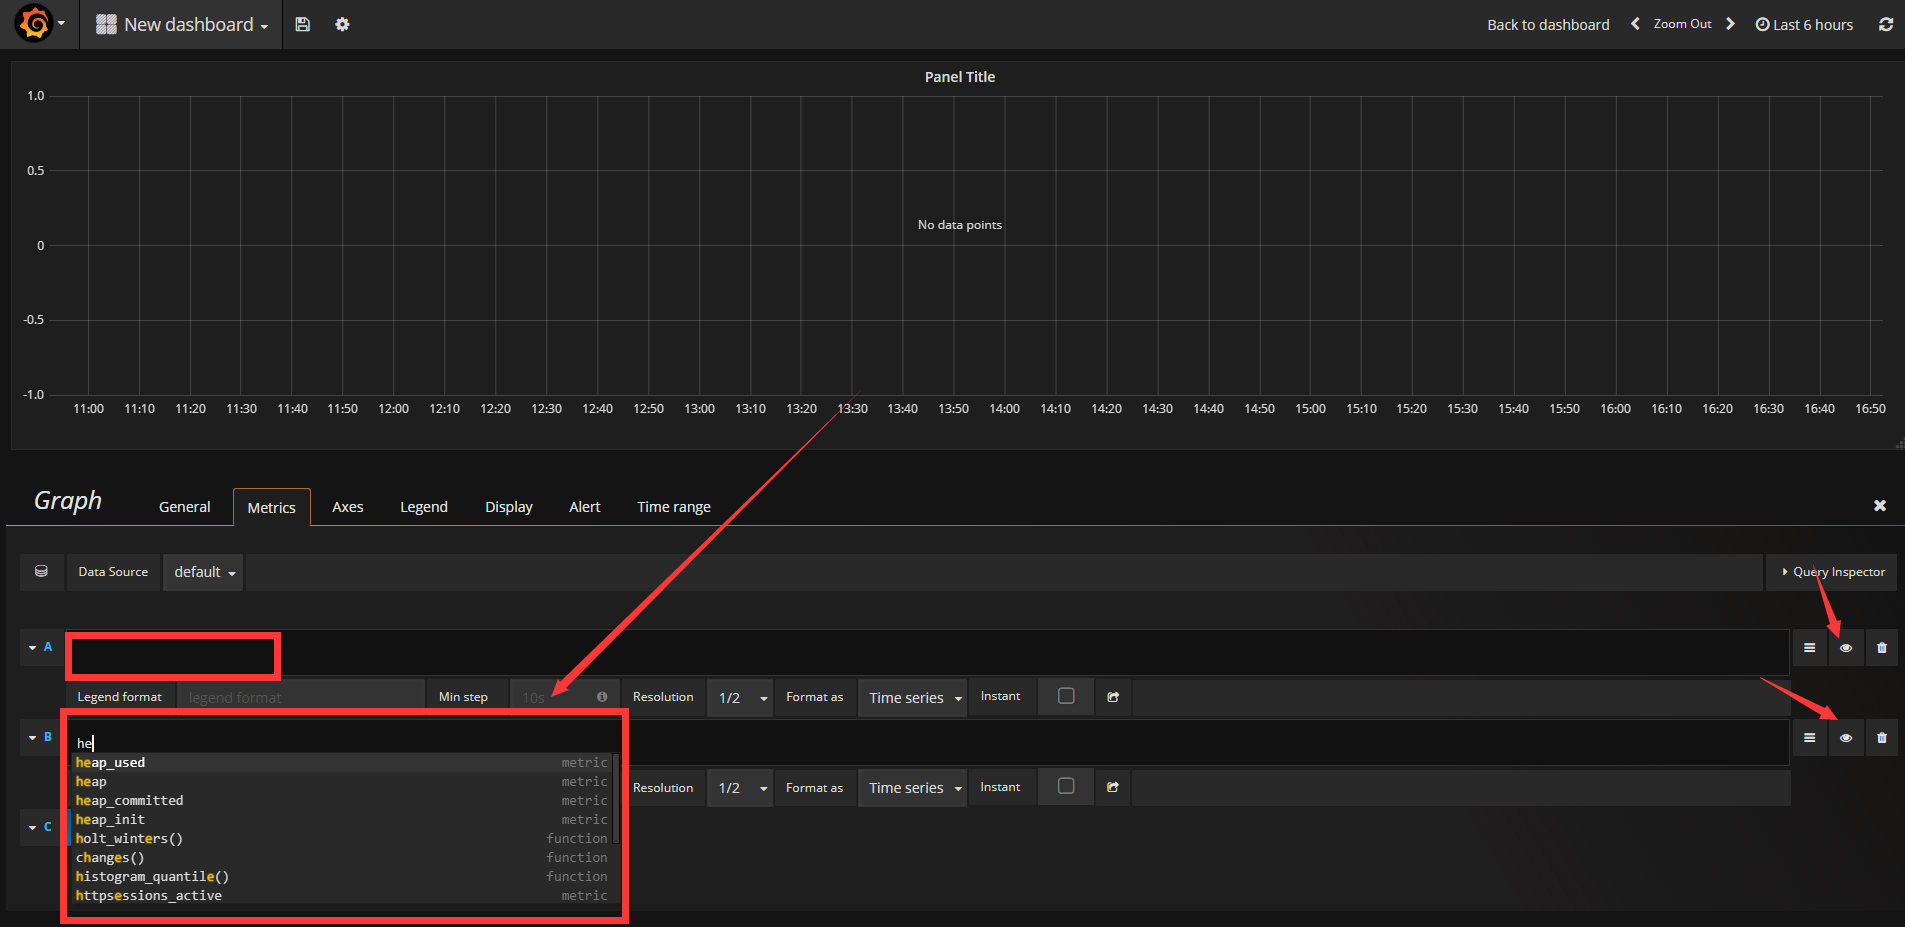 New dashboard
Back to dashboard Zoom Out Last 6 hours
Panel Title
1.0
0.5
No data points
0
-0.5
-1.0
11:00 11:10 11:20 11:30 11:40 11:50 12:00 12:10 12:20 12:30 12:40 12:50 13:00 13:10 13:20 13:30 13:40 13:50 14:00 14:10 14:20 14:30 14:40 14:50 15:00 15:10 15:20 15:30 15:40 15:50 16:00 16:10 16:20 16:30 16:40 16:50
Graph General Metrics Axes Legend Display Alert Time range
Data Source default Query Inspector
A
Legend format legend format Min step 10s Resolution 1/2 Format as Time series Instant
B he
heap_used metric
heap metric
Resolution 1/2 Format as Time series Instant
heap_committed metric
heap_init metric
C
holt_winters() function
changes() function
histogram_quantile() function
httpsessions_active metric